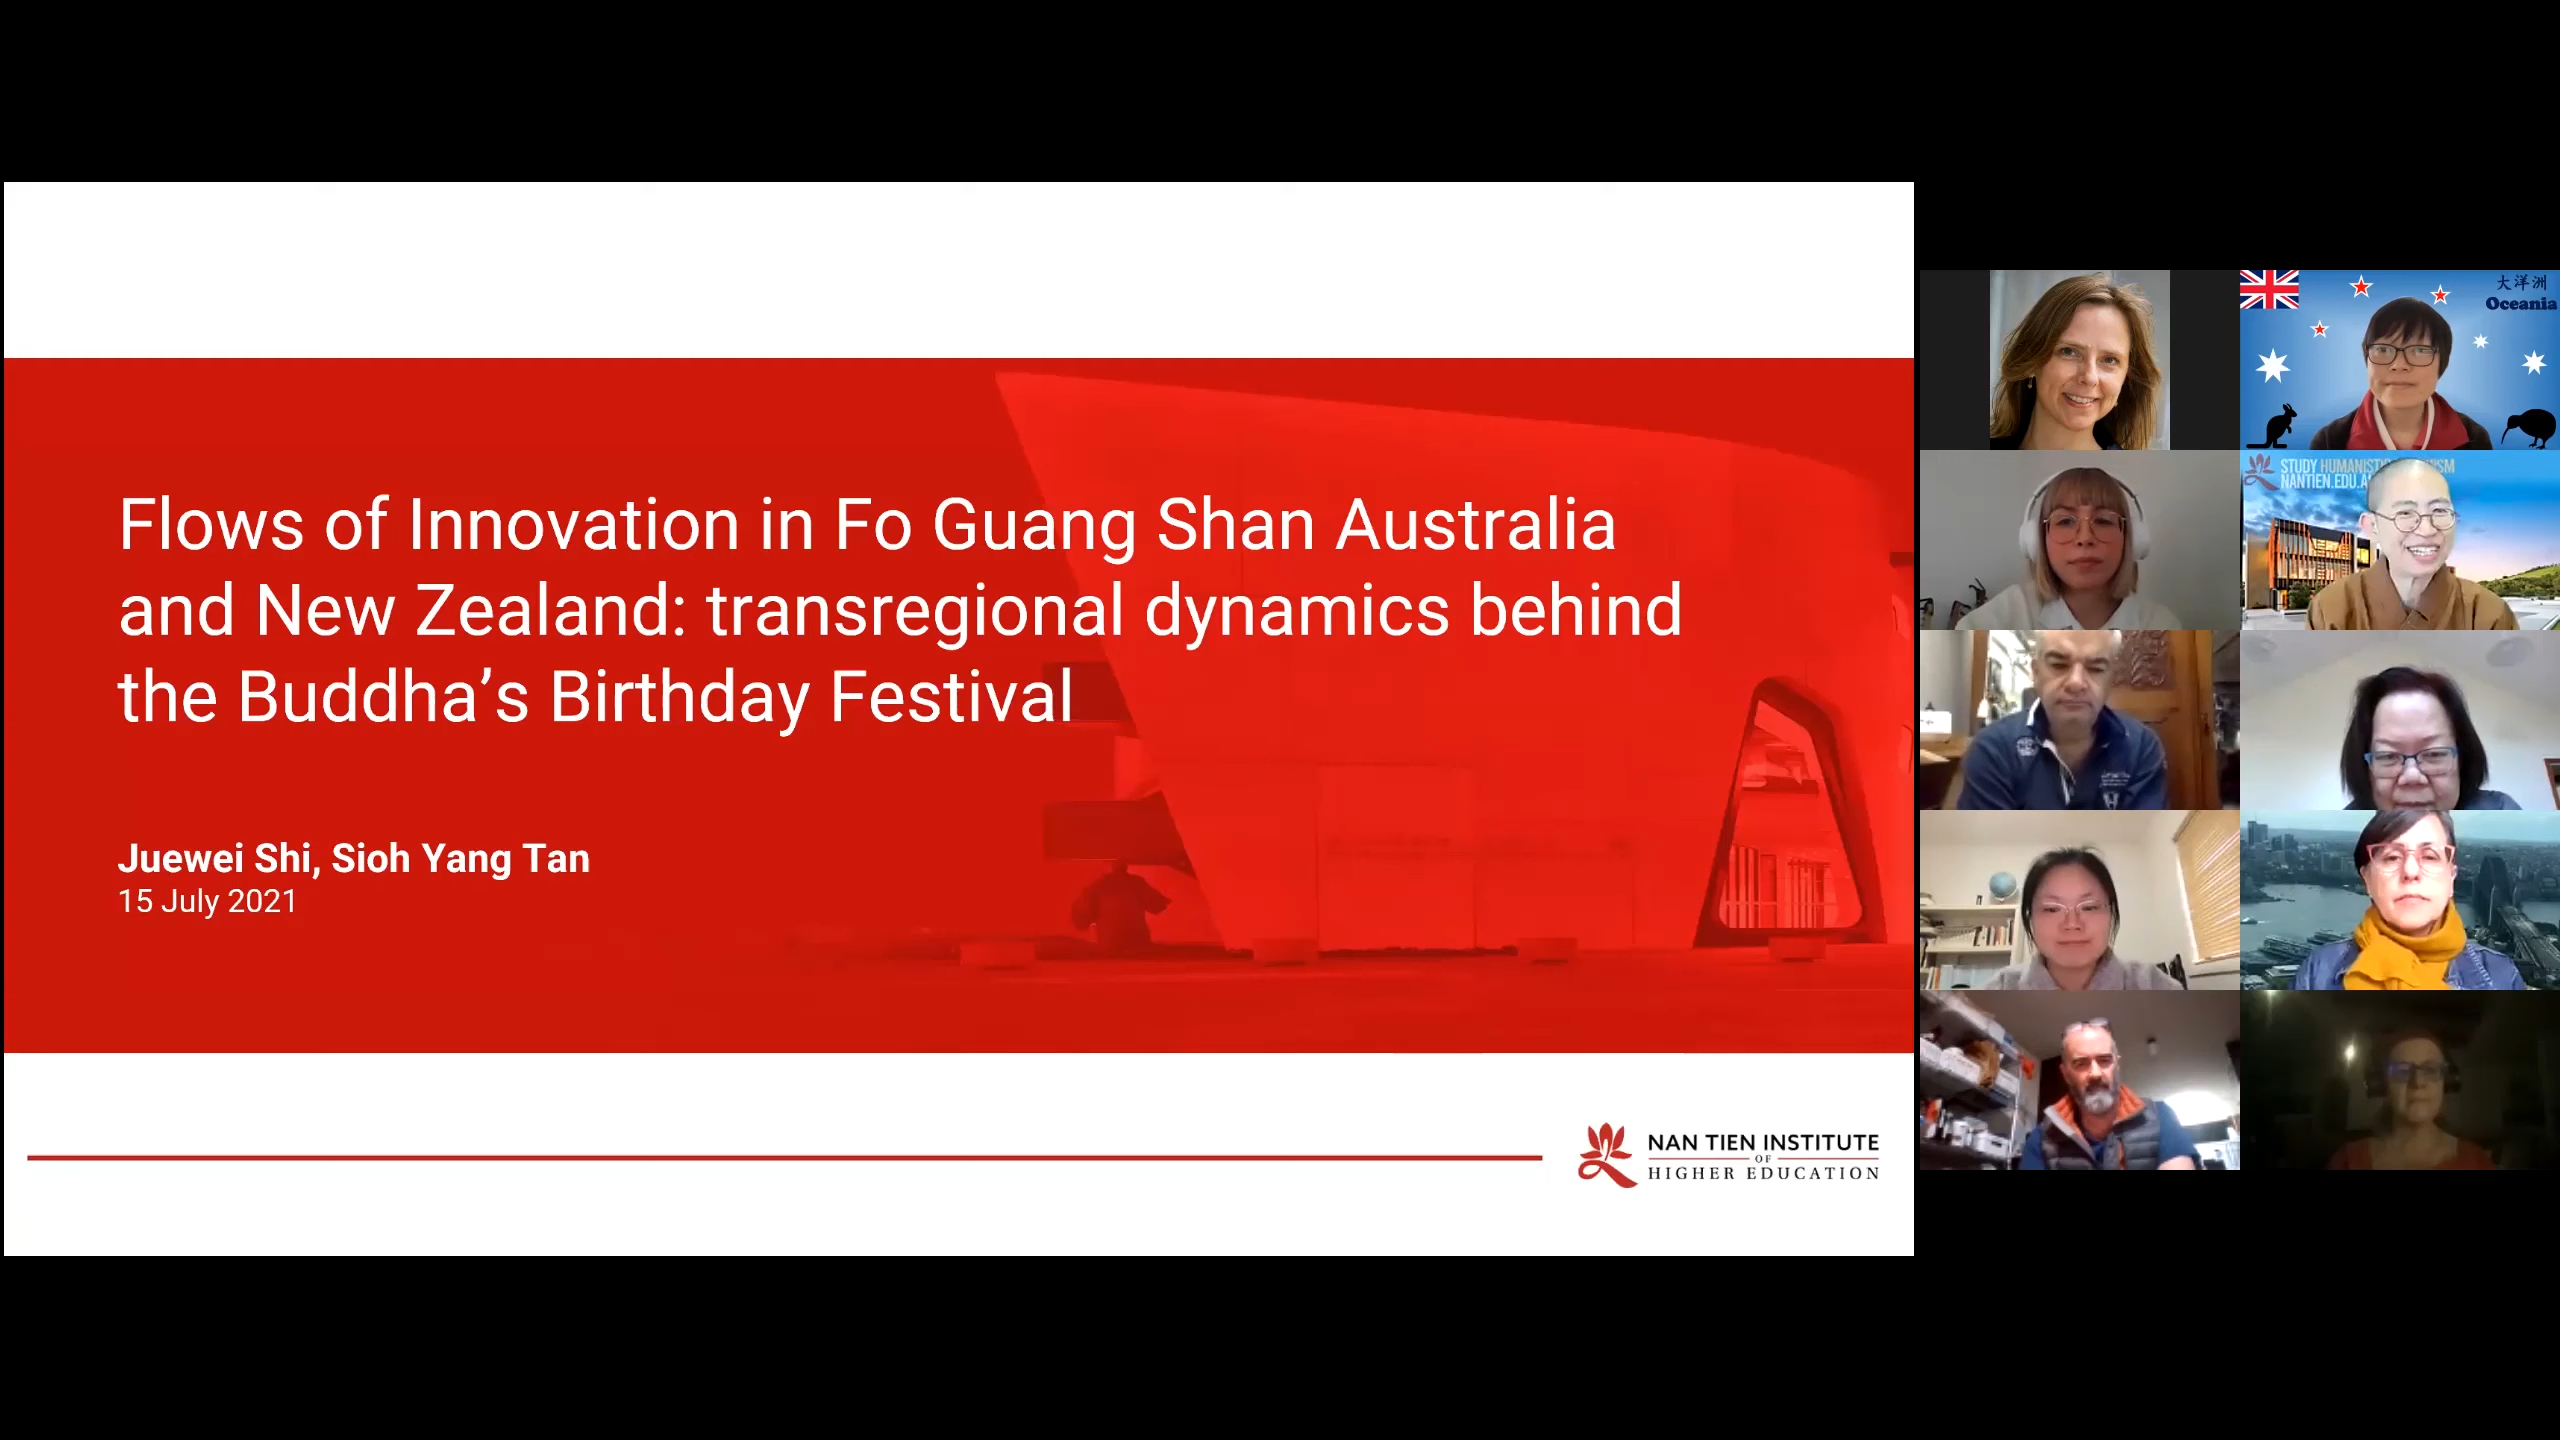 Flows of Innovation in Fo Guang Shan Australia
and New Zealand: transregional dynamics behind
the Buddha’s Birthday Festival
Juewei Shi, Sioh Yang Tan
15 July 2021
NAN TIEN INSTITUTE
OF
HIGHER EDUCATION
大洋洲
Oceania
STUDY
NANTIEN.EDU.A